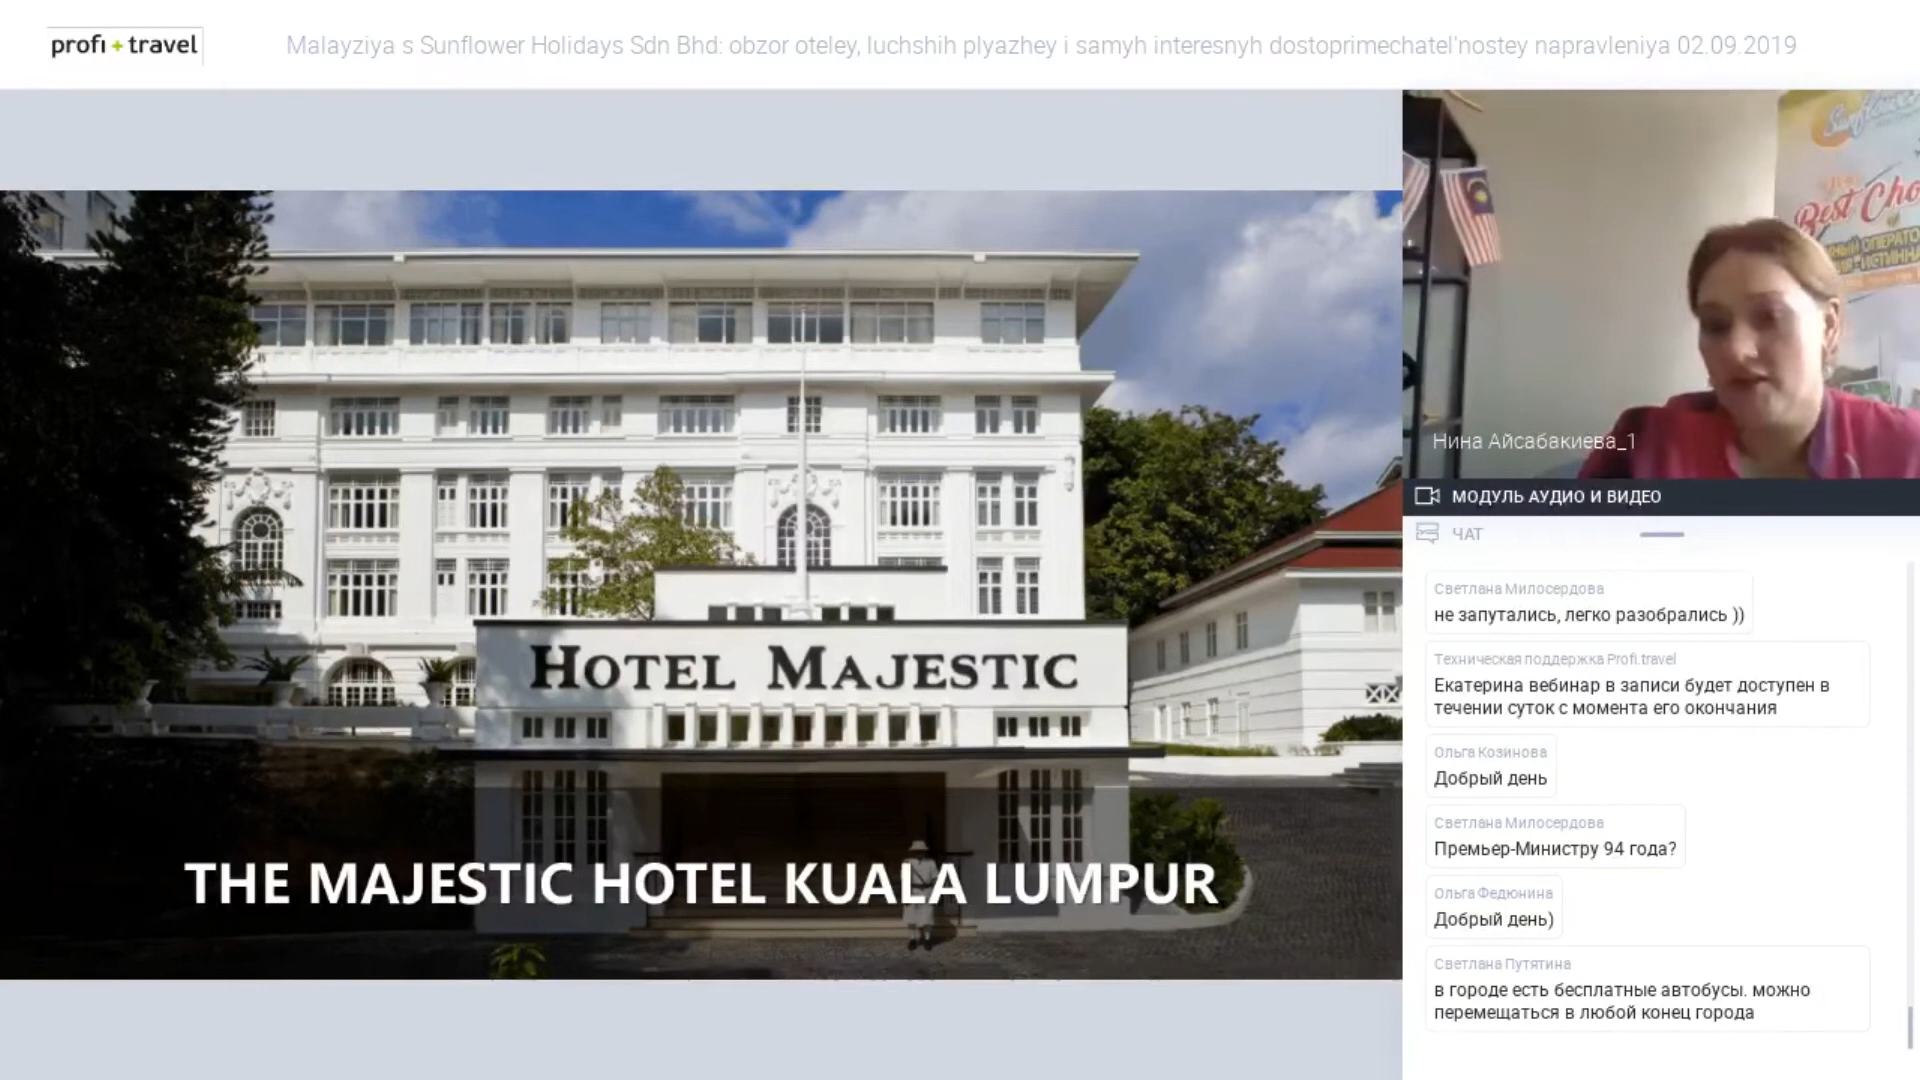 profi + travel
Malayziya s Sunflower Holidays Sdn Bhd: obzor oteley, luchshih plyazhey i samyh interesnyh dostoprimechatel'nostey napravleniya 02.09.2019
HOTEL MAJESTIC
THE MAJESTIC HOTEL KUALA LUMPUR
Sunflower
Best Cho
Нина Айсабакиева_1
МОДУЛЬ АУДИО И ВИДЕО
ЧАТ
Светлана Милосердова
не запутались, легко разобрались ))
Техническая поддержка Profi.travel
Екатерина вебинар в записи будет доступен в
течении суток с момента его окончания
Ольга Козинова
Добрый день
Светлана Милосердова
Премьер-Министру 94 года?
Ольга Федюнина
Добрый день)
Светлана Путятина
в городе есть бесплатные автобусы. можно
перемещаться в любой конец города